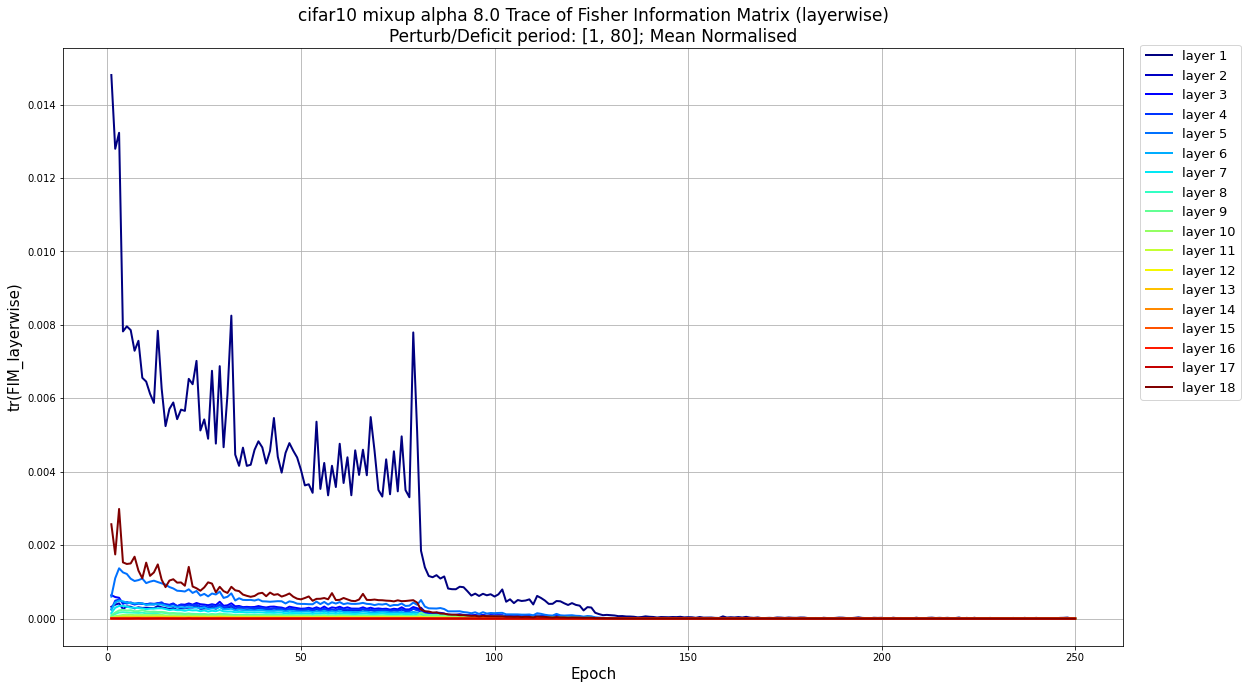 cifar10 mixup alpha 8.0 Trace of Fisher Information Matrix (layerwise)
Perturb/Deficit period: [1, 80]; Mean Normalised
tr(FIM_layerwise)
0.014
0.012
0.010
0.008
0.006
0.004
0.002
0.000
0
50
100
150
200
250
Epoch
layer 1
layer 2
layer 3
layer 4
layer 5
layer 6
layer 7
layer 8
layer 9
layer 10
layer 11
layer 12
layer 13
layer 14
layer 15
layer 16
layer 17
layer 18